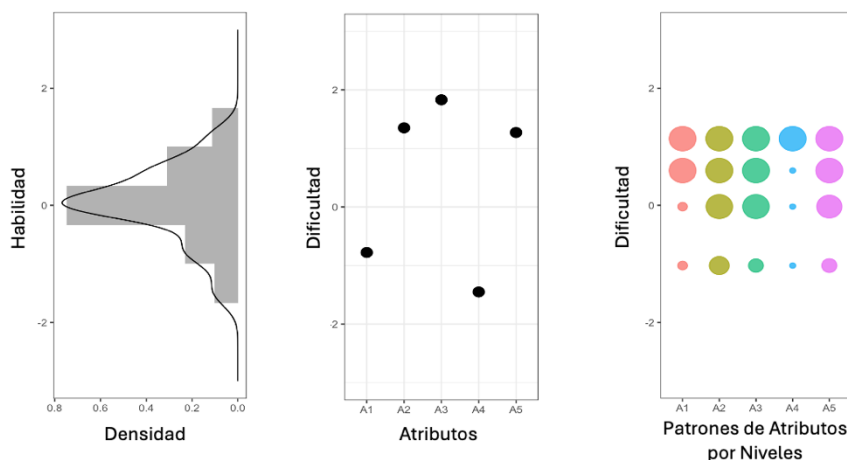 Habilidad
2
0
-2
0.8 0.6 0.4 0.2 0.0
Densidad
Dificultad
2
0
-2
A1 A2 A3 A4 A5
Atributos
Dificultad
2
0
-2
A1 A2 A3 A4 A5
Patrones de Atributos
por Niveles